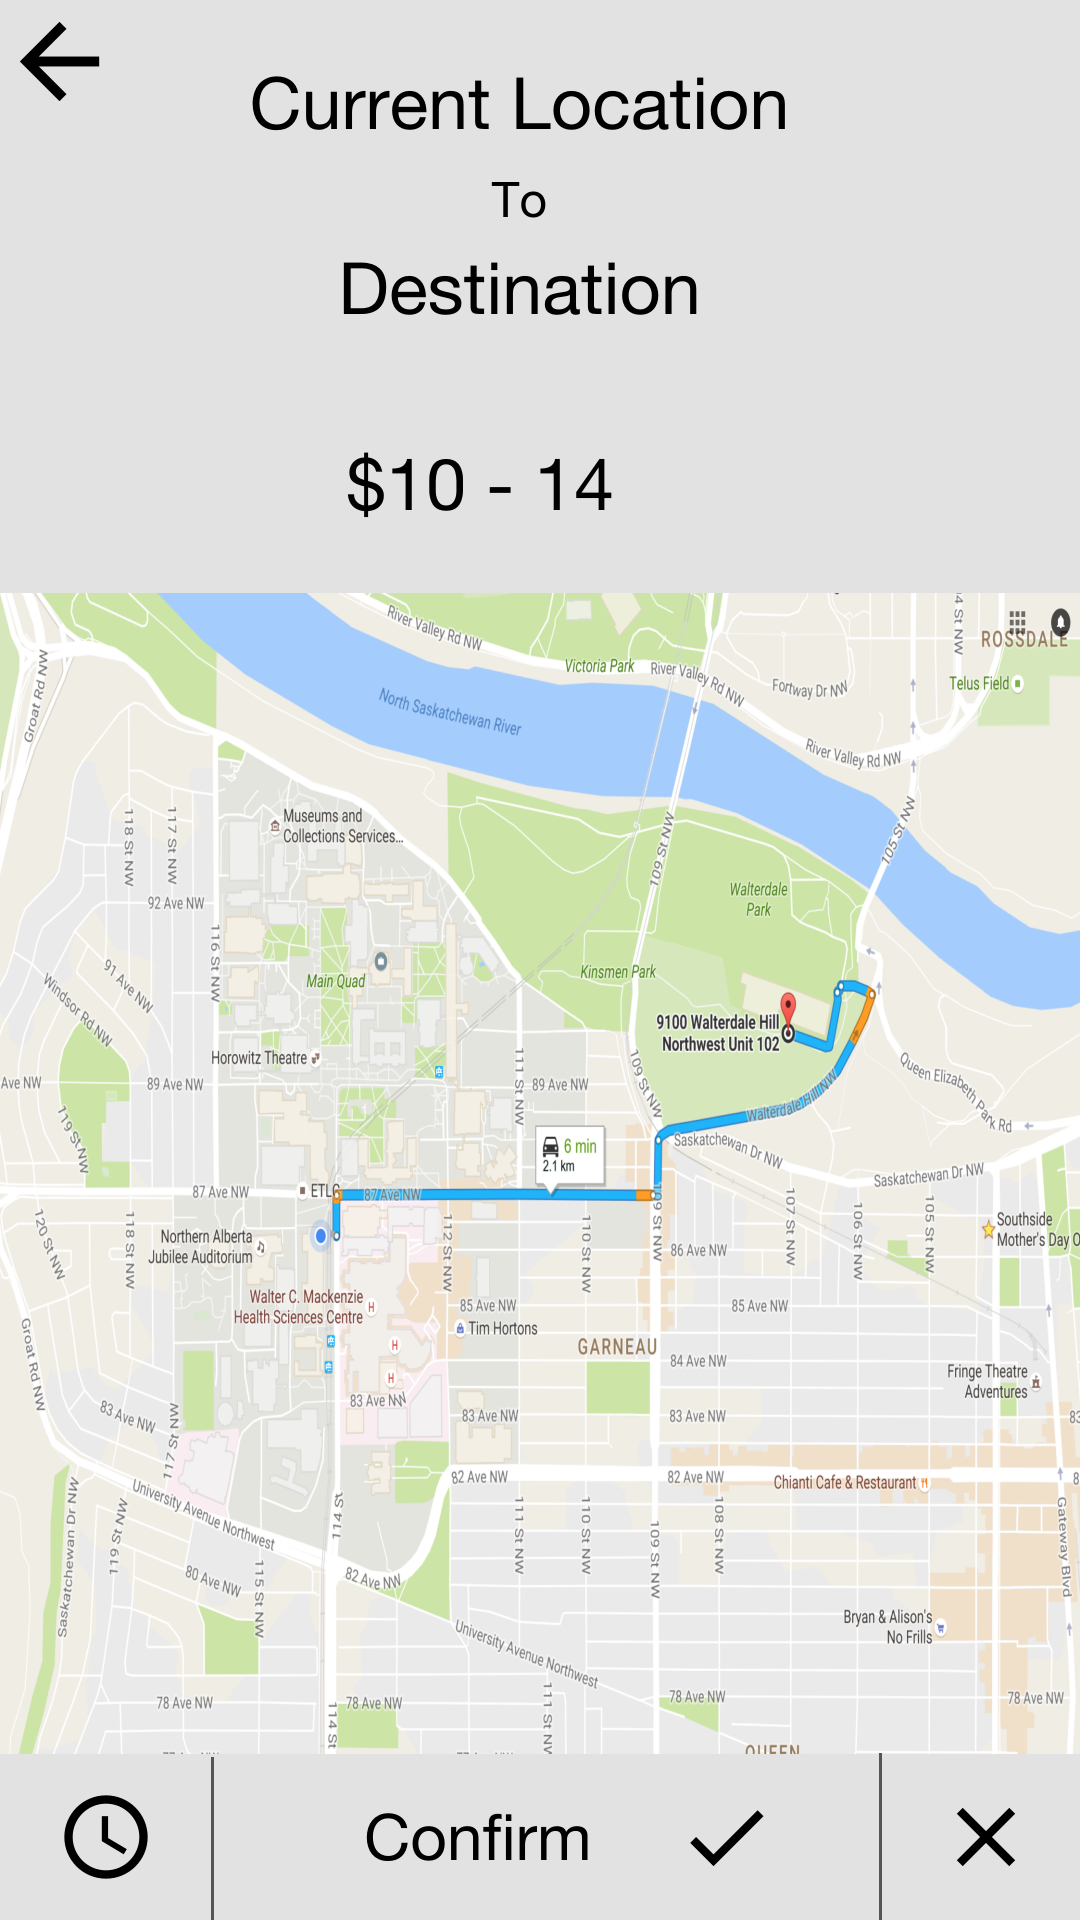 Current Location
To
Destination
$10 - 14
River Valley Rd NW
Victoria Park
River Valley Rd NW
Fortway Dr NW
4 St NW
ROSSDALE
Telus Field
Groat Rd NW
North Saskatchewan River
River Valley Rd NW
Museums and
Collections Services...
118 St NW
117 St NW
109 St NW
105 St NW
92 Ave NW
Walterdale
Park
116 St NW
91 Ave NW
Windsor Rd NW
Main Quad
Kinsmen Park
9100 Walterdale Hill
Northwest Unit 102
Horowitz Theatre
Ave NW
89 Ave NW
111 St NW
89 Ave NW
109 St NW
Queen Elizabeth Park Rd
Walterdale Hill NW
119 St NW
6 min
2.1 km
Saskatchewan Dr NW
Saskatchewan Dr NW
87 Ave NW
ETLC
87 Ave NW
109 St NW
107 St NW
106 St NW
105 St NW
120 St NW
118 St NW
Northern Alberta
Jubilee Auditorium
112 St NW
110 St NW
86 Ave NW
Southside
Mother's Day O
Walter C. Mackenzie
Health Sciences Centre
85 Ave NW
85 Ave NW
Tim Hortons
GARNEAU
84 Ave NW
Groat Rd NW
Fringe Theatre
Adventures
83 Ave NW
83 Ave NW
83 Ave NW
83 Ave NW
83
117 St NW
82 Ave NW
82 Ave NW
Chianti Cafe & Restaurant
8
University Avenue Northwest
Saskatchewan Dr NW
119 St NW
114 St
111 St NW
110 St NW
109 St NW
108 St NW
Gateway Blvd
80 Ave NW
115 St NW
82 Ave NW
University Avenue Northwest
Bryan & Alison's
No Frills
78 Ave NW
114 St
78 Ave NW
111 St NW
78 Ave NW
78 Ave NW
QUEEN
Confirm